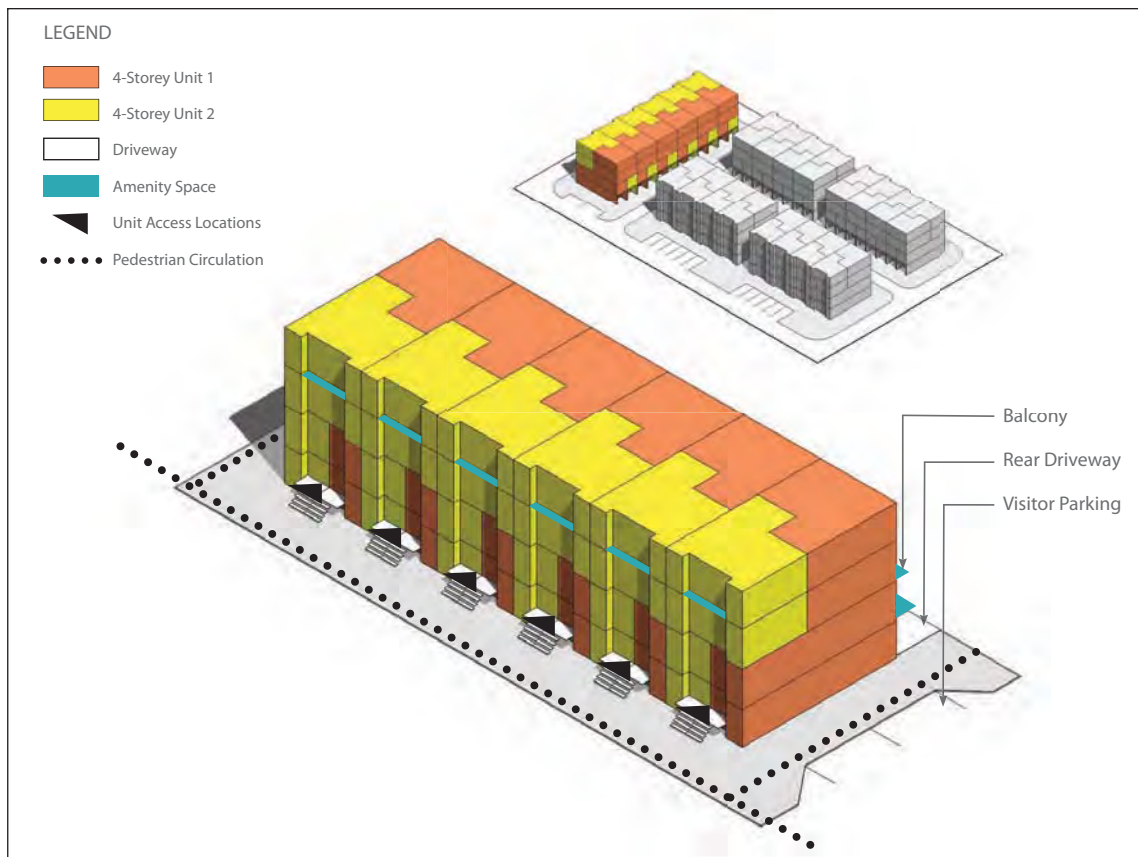 LEGEND
4-Storey Unit 1
4-Storey Unit 2
Driveway
Amenity Space
Unit Access Locations
Pedestrian Circulation
Balcony
Rear Driveway
Visitor Parking